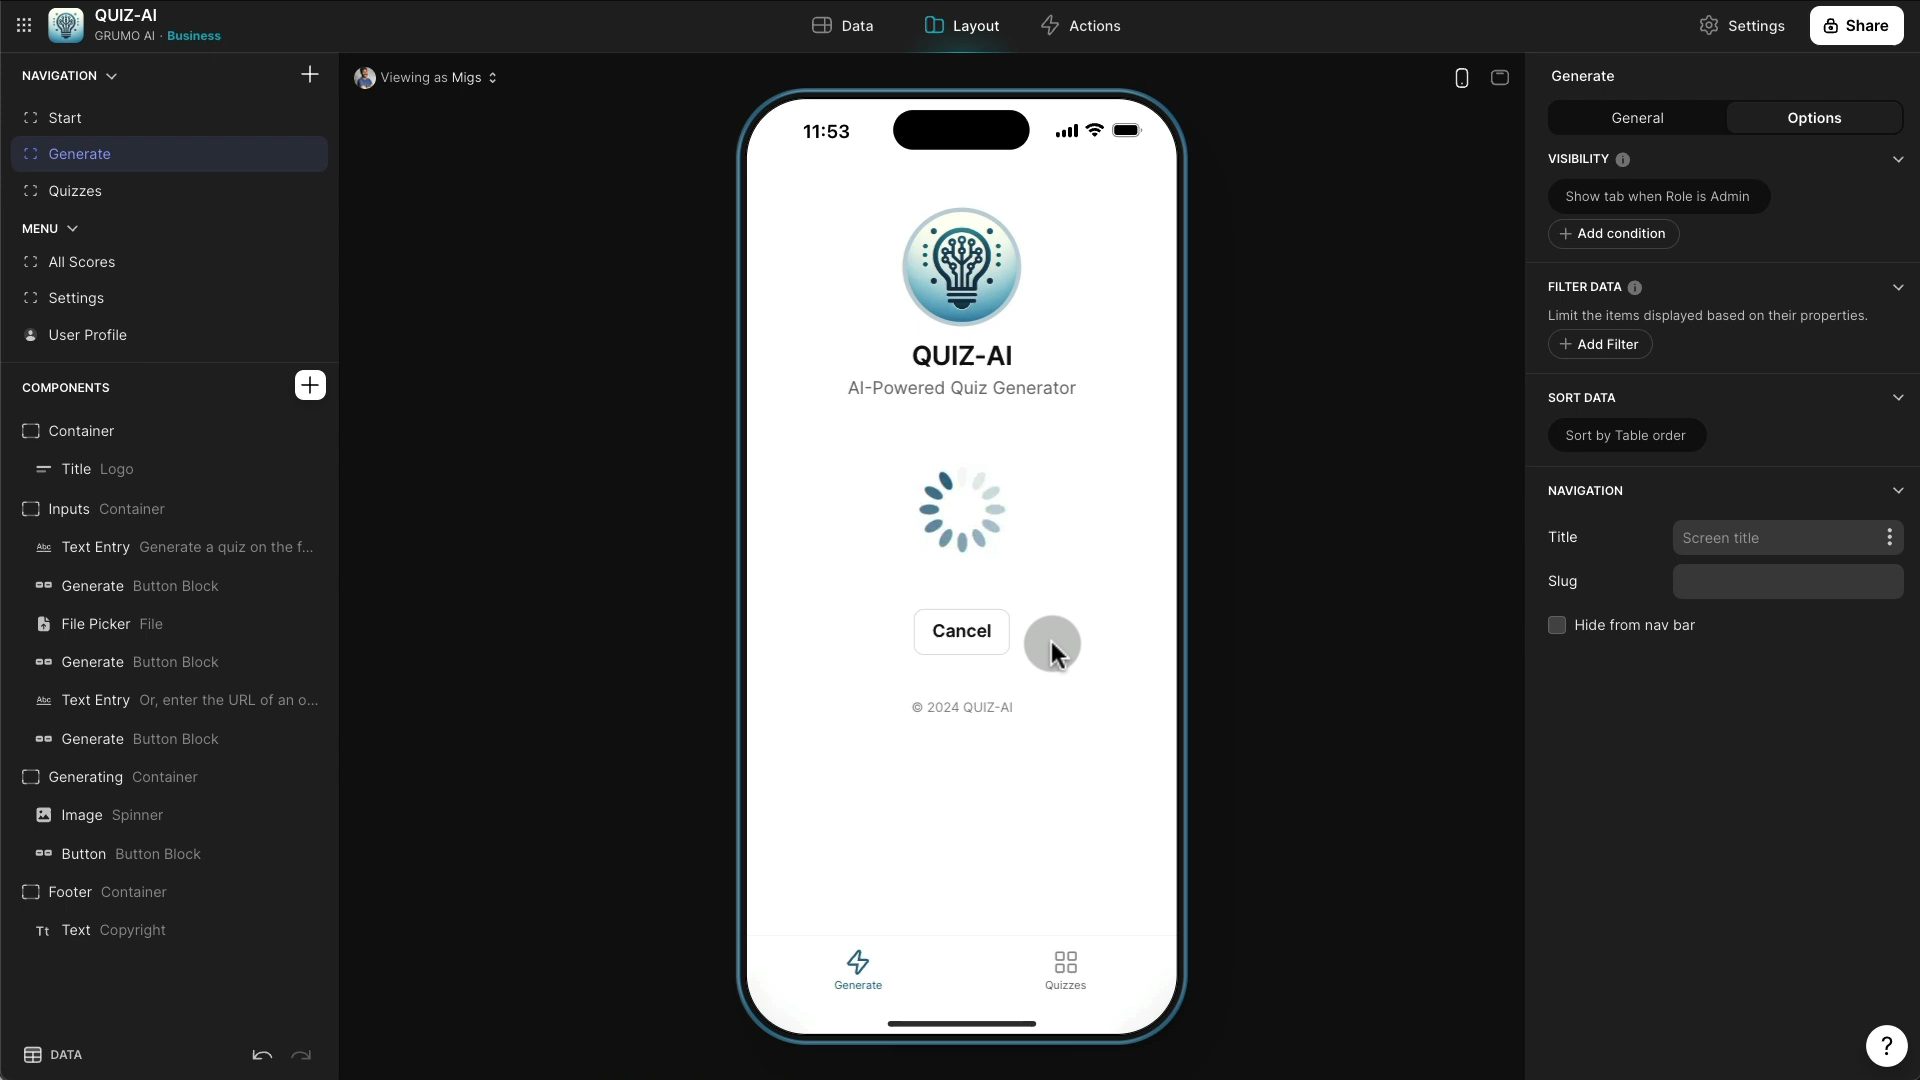 QUIZ-AI
GRUMO AI · Business
Data
Layout
Actions
Settings
Share
NAVIGATION
Start
Generate
Quizzes
MENU
All Scores
Settings
User Profile
COMPONENTS
Container
Title Logo
Inputs Container
Abc Text Entry Generate a quiz on the f...
Generate Button Block
File Picker File
Generate Button Block
Abc Text Entry Or, enter the URL of an o...
Generate Button Block
Generating Container
Image Spinner
Button Button Block
Footer Container
Tt Text Copyright
DATA
Viewing as Migs
11:53
QUIZ-AI
AI-Powered Quiz Generator
Cancel
© 2024 QUIZ-AI
Generate
Quizzes
Generate
General
Options
VISIBILITY
Show tab when Role is Admin
+ Add condition
FILTER DATA
Limit the items displayed based on their properties.
+ Add Filter
SORT DATA
Sort by Table order
NAVIGATION
Title
Screen title
Slug
Hide from nav bar
?